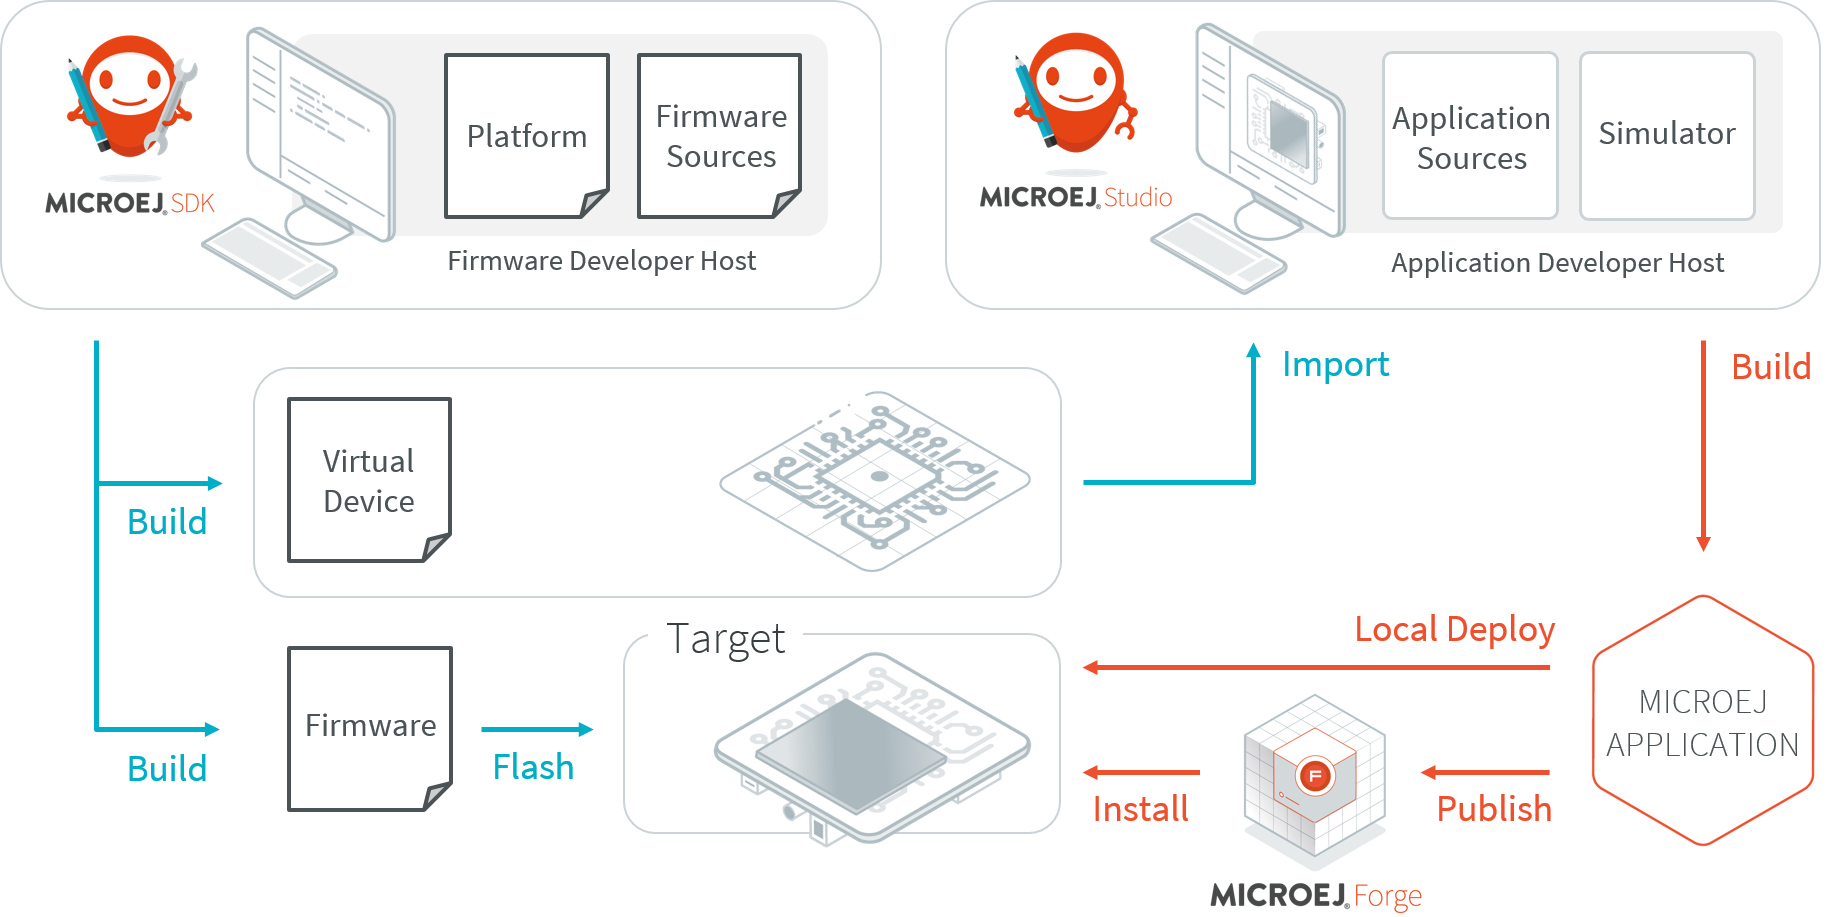 MICROEJ® SDK
Platform
Firmware
Sources
Firmware Developer Host
MICROEJ® Studio
Application
Sources
Simulator
Application Developer Host
Build
Virtual
Device
Import
Build
Build
Firmware
Flash
Target
Local Deploy
Install
F
MICROEJ® Forge
Publish
MICROEJ
APPLICATION